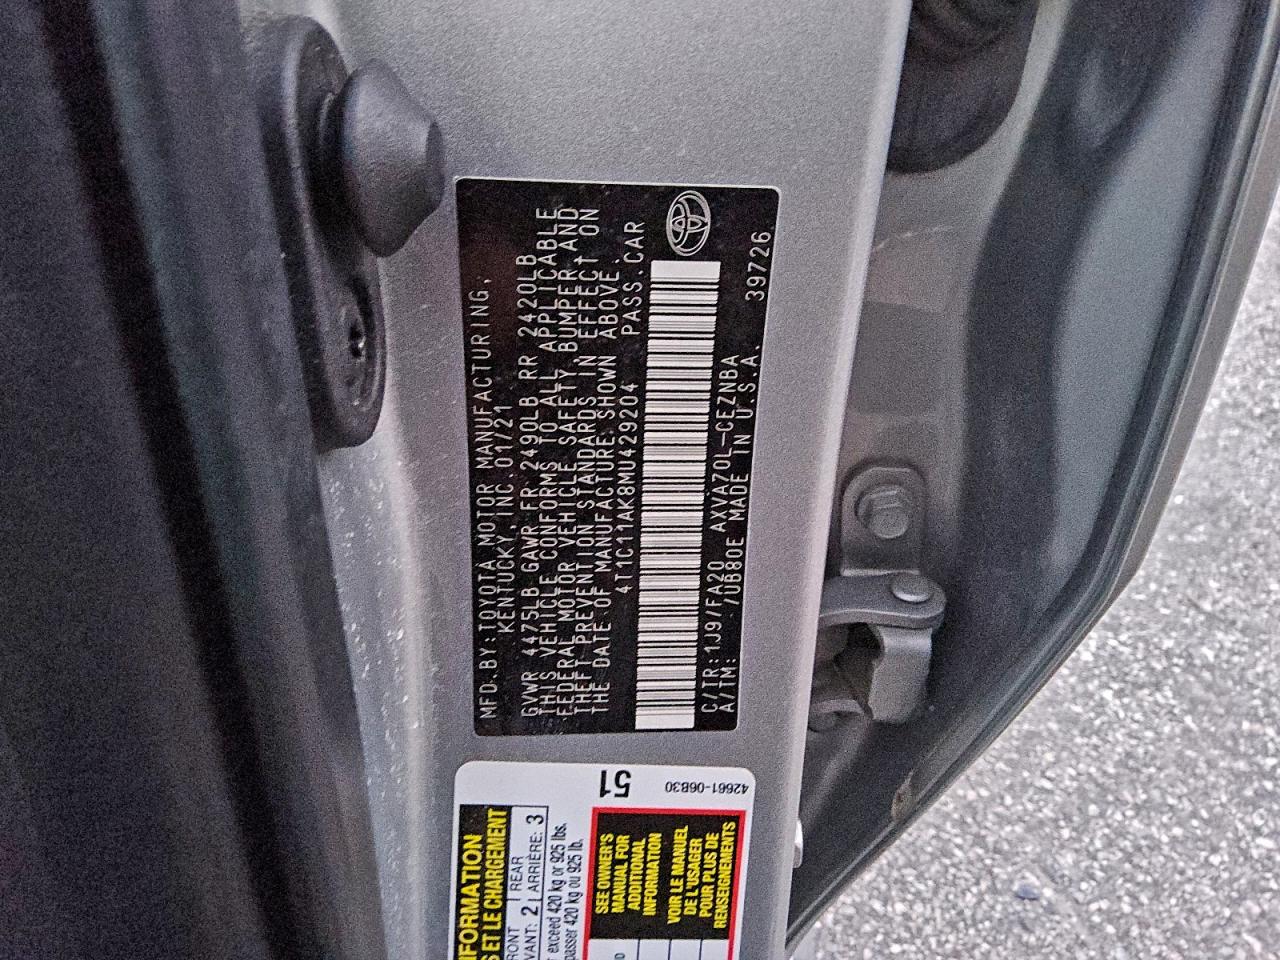 MFD.BY:TOYOTA MOTOR MANUFACTURING,
KENTUCKY, INC. 01/21
GVWR 4475LB GAWR FR 2490LB RR 2420LB
THIS VEHICLE CONFORMS TO ALL APPLICABLE
FEDERAL MOTOR VEHICLE SAFETY, BUMPER AND
THEFT PREVENTION STANDARDS IN EFFECT ON
THE DATE OF MANUFACTURE SHOWN ABOVE.
4T1C11AK8MU429204 PASS.CAR
C/TR:1J9/FA20 AXVA70L-CEZNBA
A/TM: /UB80E MADE IN U.S.A. 39726
51
42661-06B30
ET LE CHARGEMENT
2 REAR
ARRIÈRE: 3
exceed 420 kg or 925 lbs.
420 kg ou 925 lb.
SEE OWNER'S
MANUAL FOR
ADDITIONAL
INFORMATION
VOIR LE MANUEL
DE L'USAGER
POUR PLUS DE
RENSEIGNEMENTS